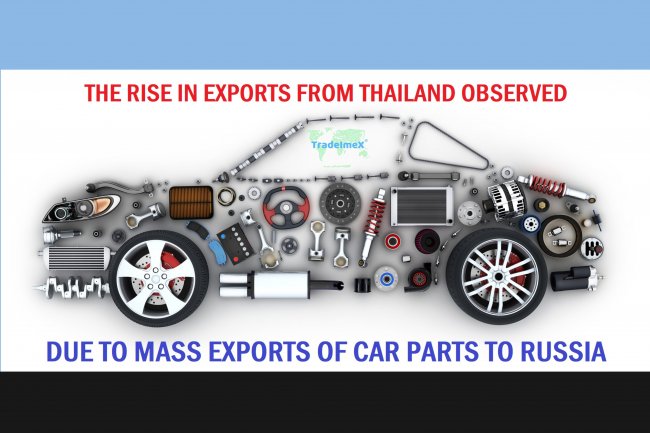 THE RISE IN EXPORTS FROM THAILAND OBSERVED
TradeImeX
DUE TO MASS EXPORTS OF CAR PARTS TO RUSSIA